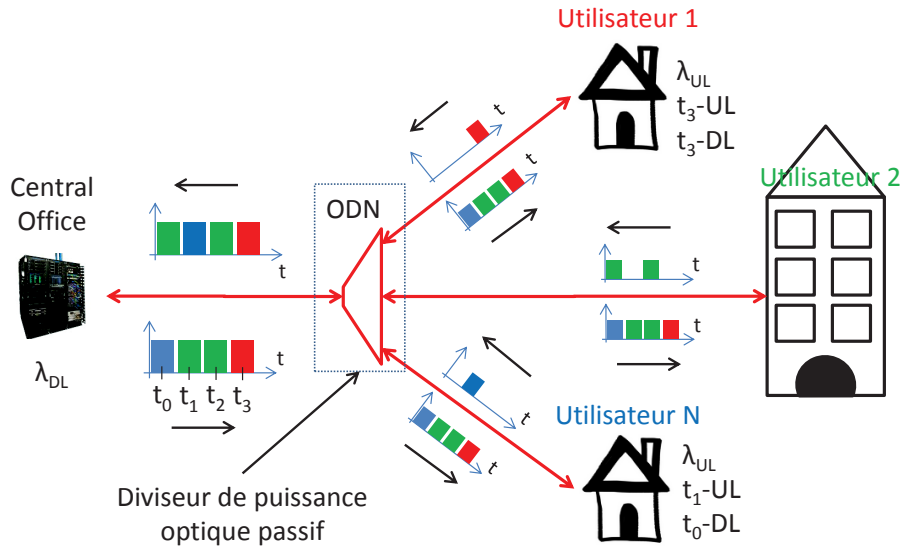 Utilisateur 1
λUL
t3-UL
t3-DL
t
t
Central
Office
ODN
Utilisateur 2
t
t
t
t
λDL
t0 t1 t2 t3
t
t
Utilisateur N
λUL
t1-UL
t0-DL
Diviseur de puissance
optique passif